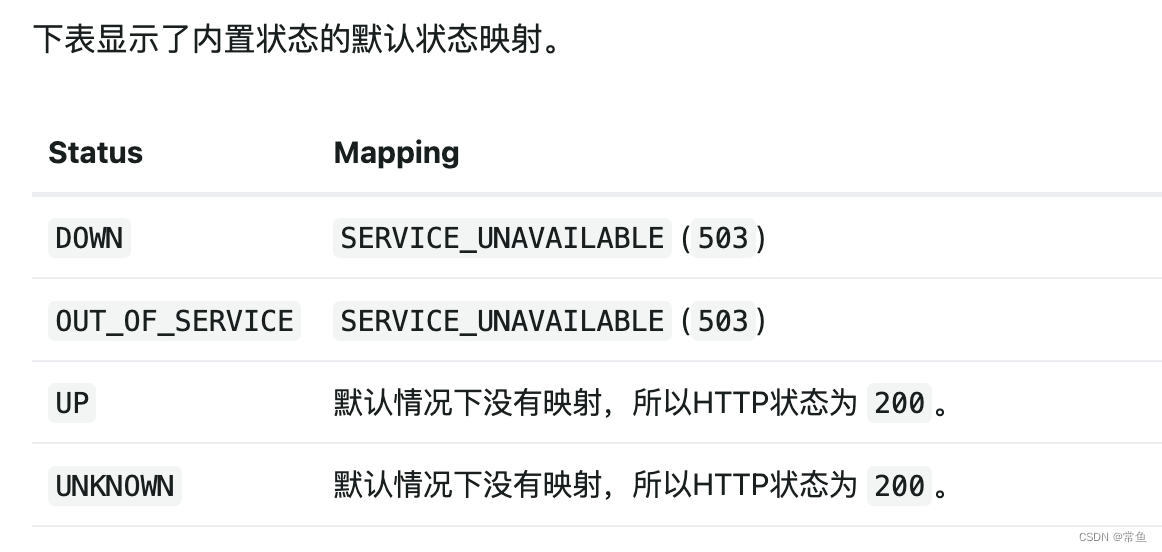 下表显示了内置状态的默认状态映射。
Status Mapping
DOWN SERVICE_UNAVAILABLE (503)
OUT_OF_SERVICE SERVICE_UNAVAILABLE (503)
UP 默认情况下没有映射，所以HTTP状态为 200。
UNKNOWN 默认情况下没有映射，所以HTTP状态为 200。
CSDN @常鱼